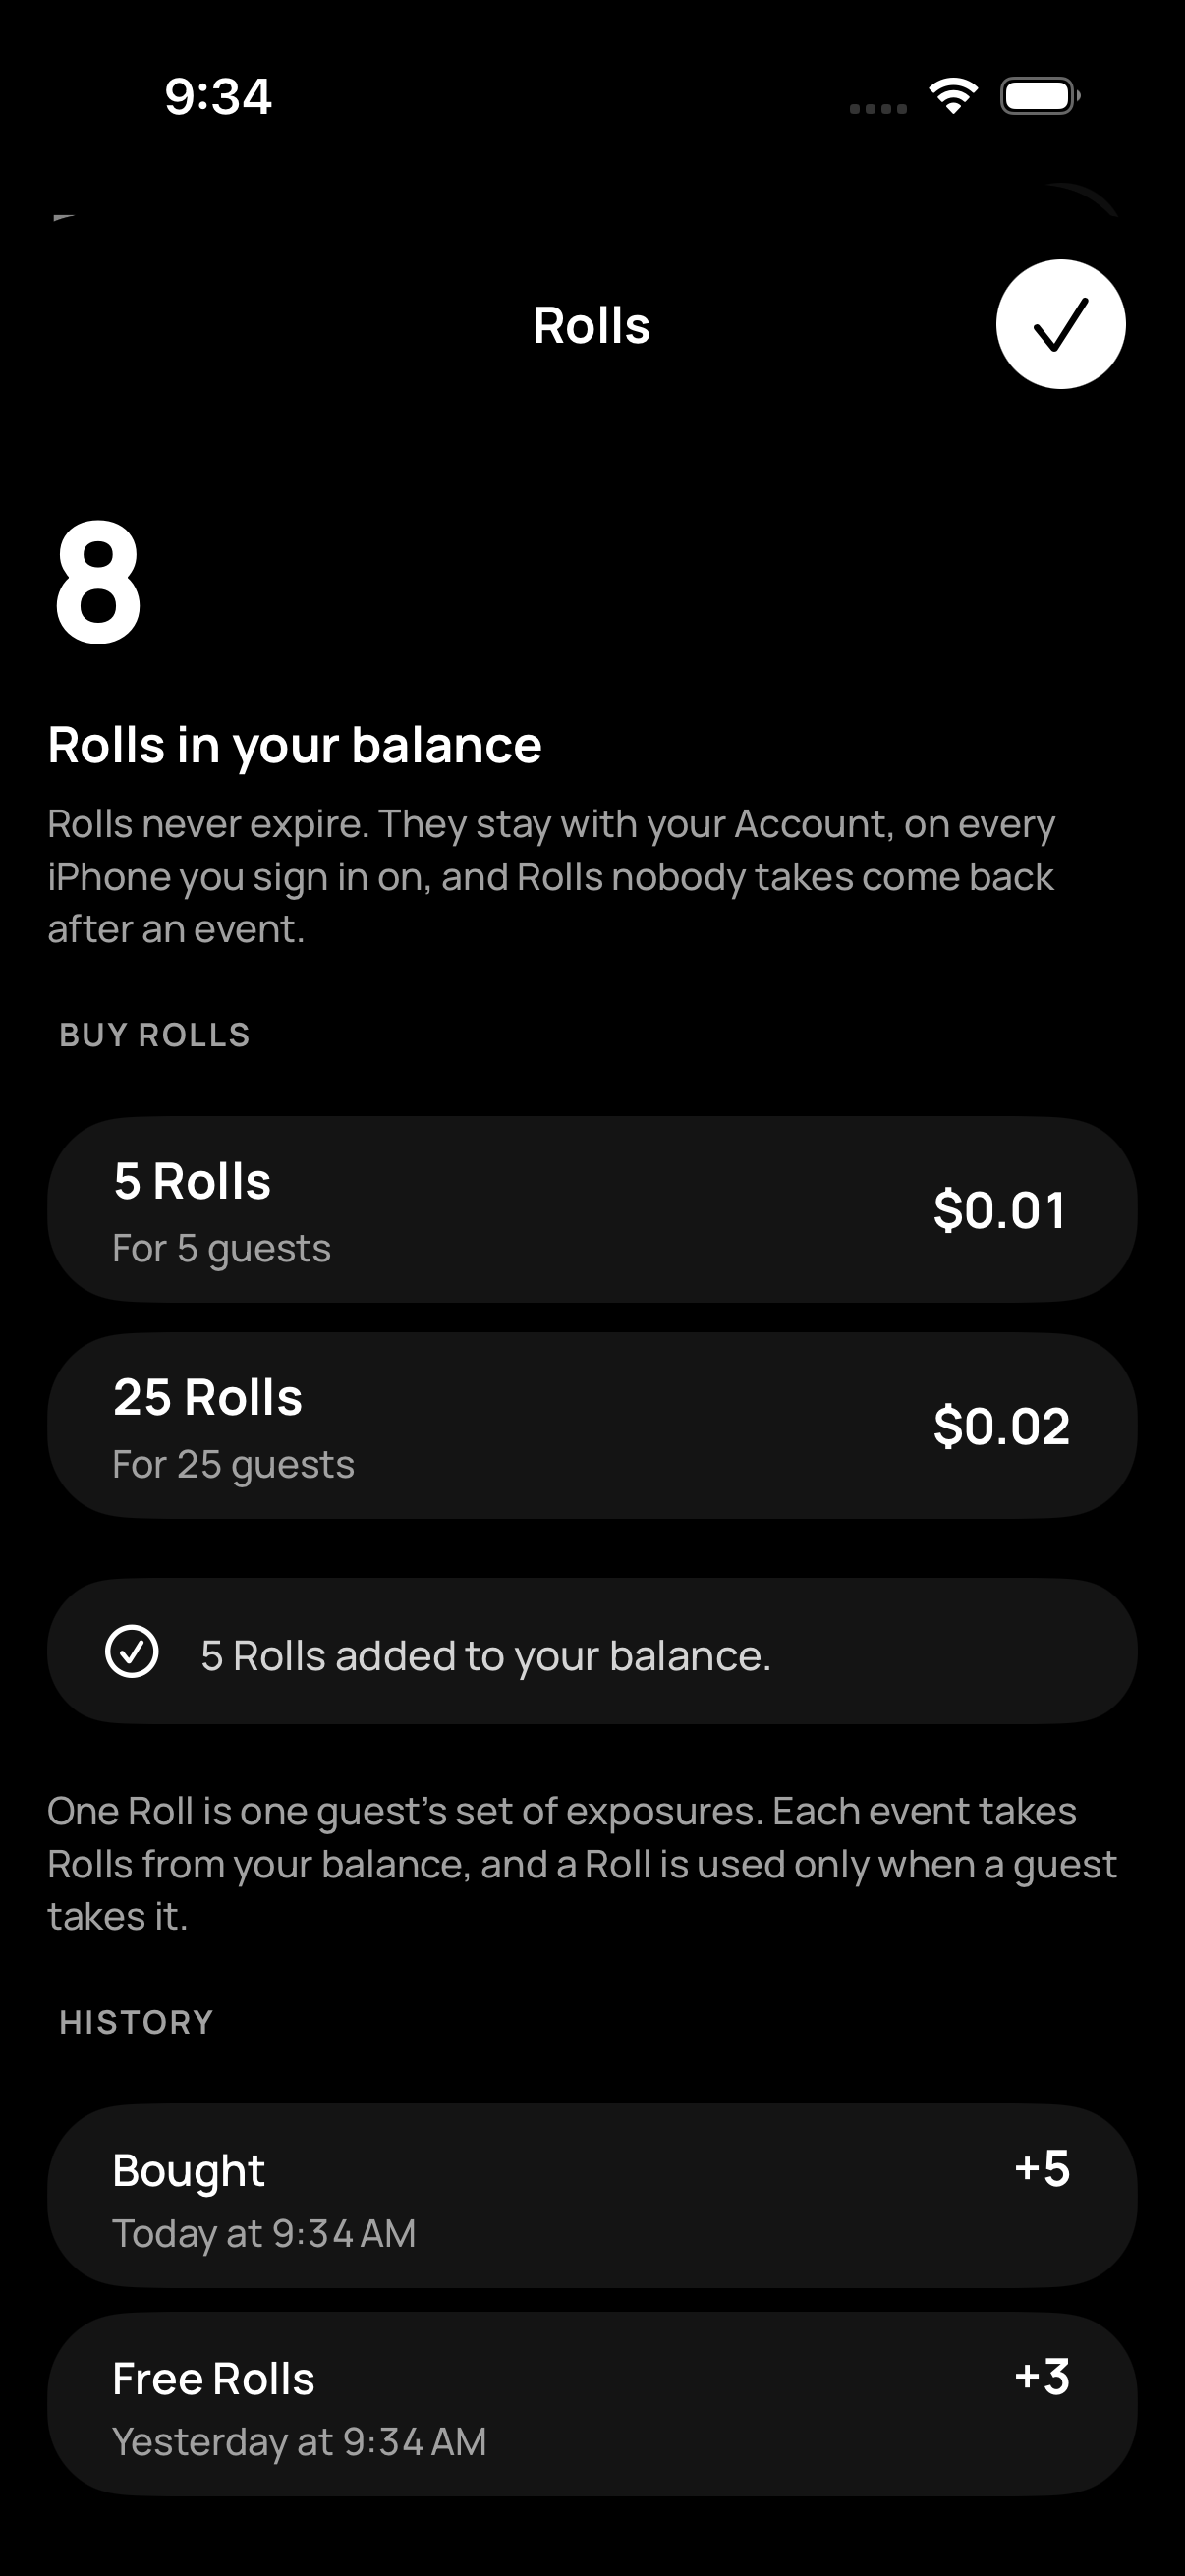 9:34
Rolls
8
Rolls in your balance
Rolls never expire. They stay with your Account, on every
iPhone you sign in on, and Rolls nobody takes come back
after an event.
BUY ROLLS
5 Rolls
For 5 guests
$0.01
25 Rolls
For 25 guests
$0.02
5 Rolls added to your balance.
One Roll is one guest’s set of exposures. Each event takes
Rolls from your balance, and a Roll is used only when a guest
takes it.
HISTORY
Bought
+5
Today at 9:34 AM
Free Rolls
+3
Yesterday at 9:34 AM